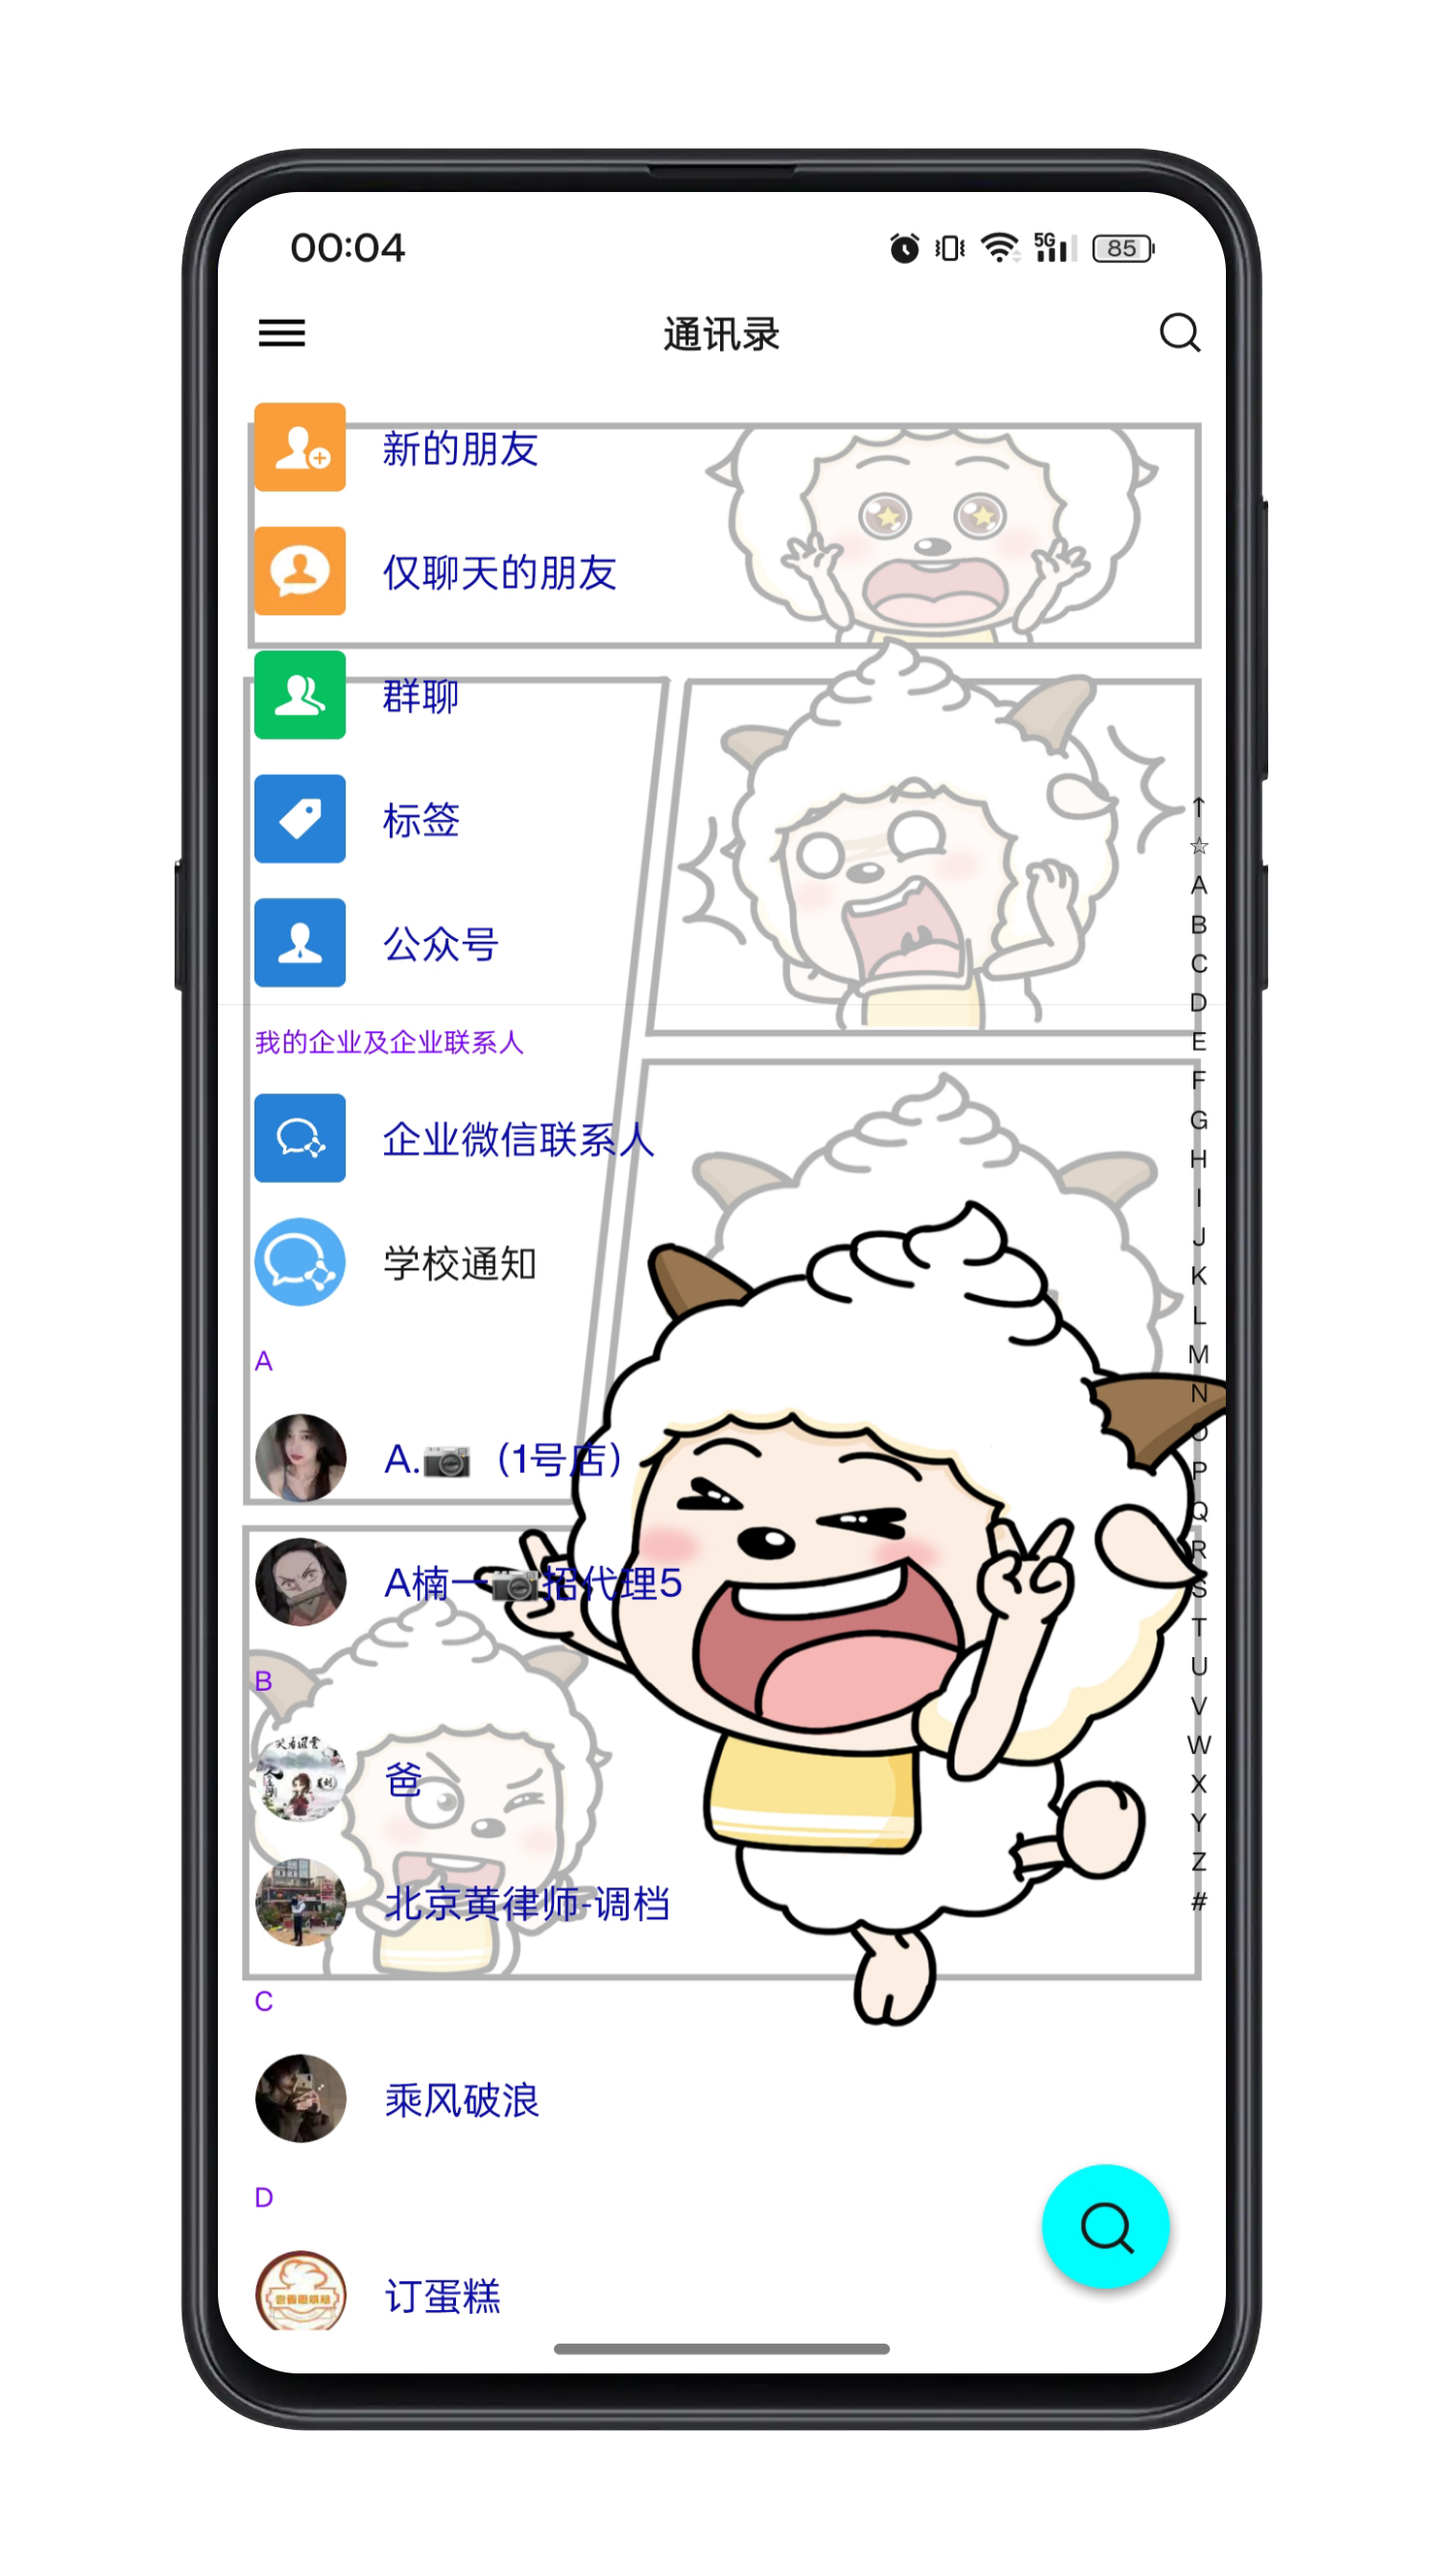 00:04
5G
85
通讯录
新的朋友
仅聊天的朋友
群聊
标签
公众号
我的企业及企业联系人
企业微信联系人
学校通知
A
A.📷（1号店）
A楠一📷招代理5
B
爸
北京黄律师-调档
C
乘风破浪
D
订蛋糕
↑
☆
A
B
C
D
E
F
G
H
I
J
K
L
M
N
O
P
Q
R
S
T
U
V
W
X
Y
Z
#